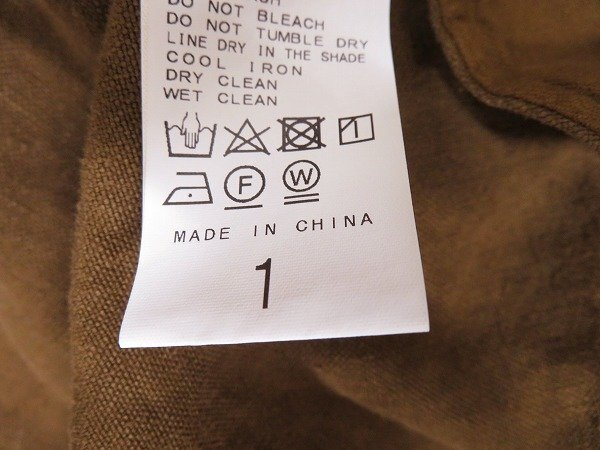 DO NOT BLEACH
DO NOT TUMBLE DRY
LINE DRY IN THE SHADE
COOL IRON
DRY CLEAN
WET CLEAN
F W
MADE IN CHINA
1